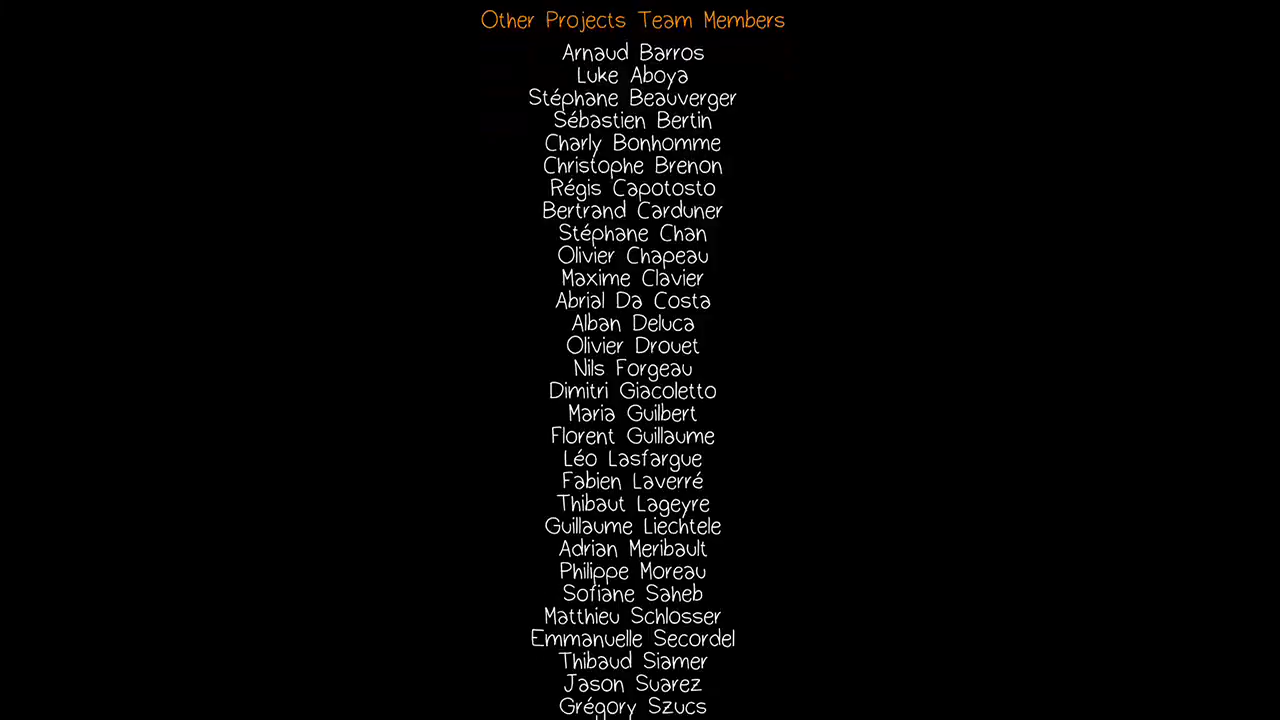 Other Projects Team Members
Arnaud Barros
Luke Aboya
Stéphane Beauverger
Sébastien Bertin
Charly Bonhomme
Christophe Brenon
Régis Capotosto
Bertrand Carduner
Stéphane Chan
Olivier Chapeau
Maxime Clavier
Abrial Da Costa
Alban Deluca
Olivier Drouet
Nils Forgeau
Dimitri Giacoletto
Maria Guilbert
Florent Guillaume
Léo Lasfargue
Fabien Laverré
Thibaut Lageyre
Guillaume Liechtele
Adrian Meribault
Philippe Moreau
Sofiane Saheb
Matthieu Schlosser
Emmanuelle Secordel
Thibaud Siamer
Jason Suarez
Grégory Szucs